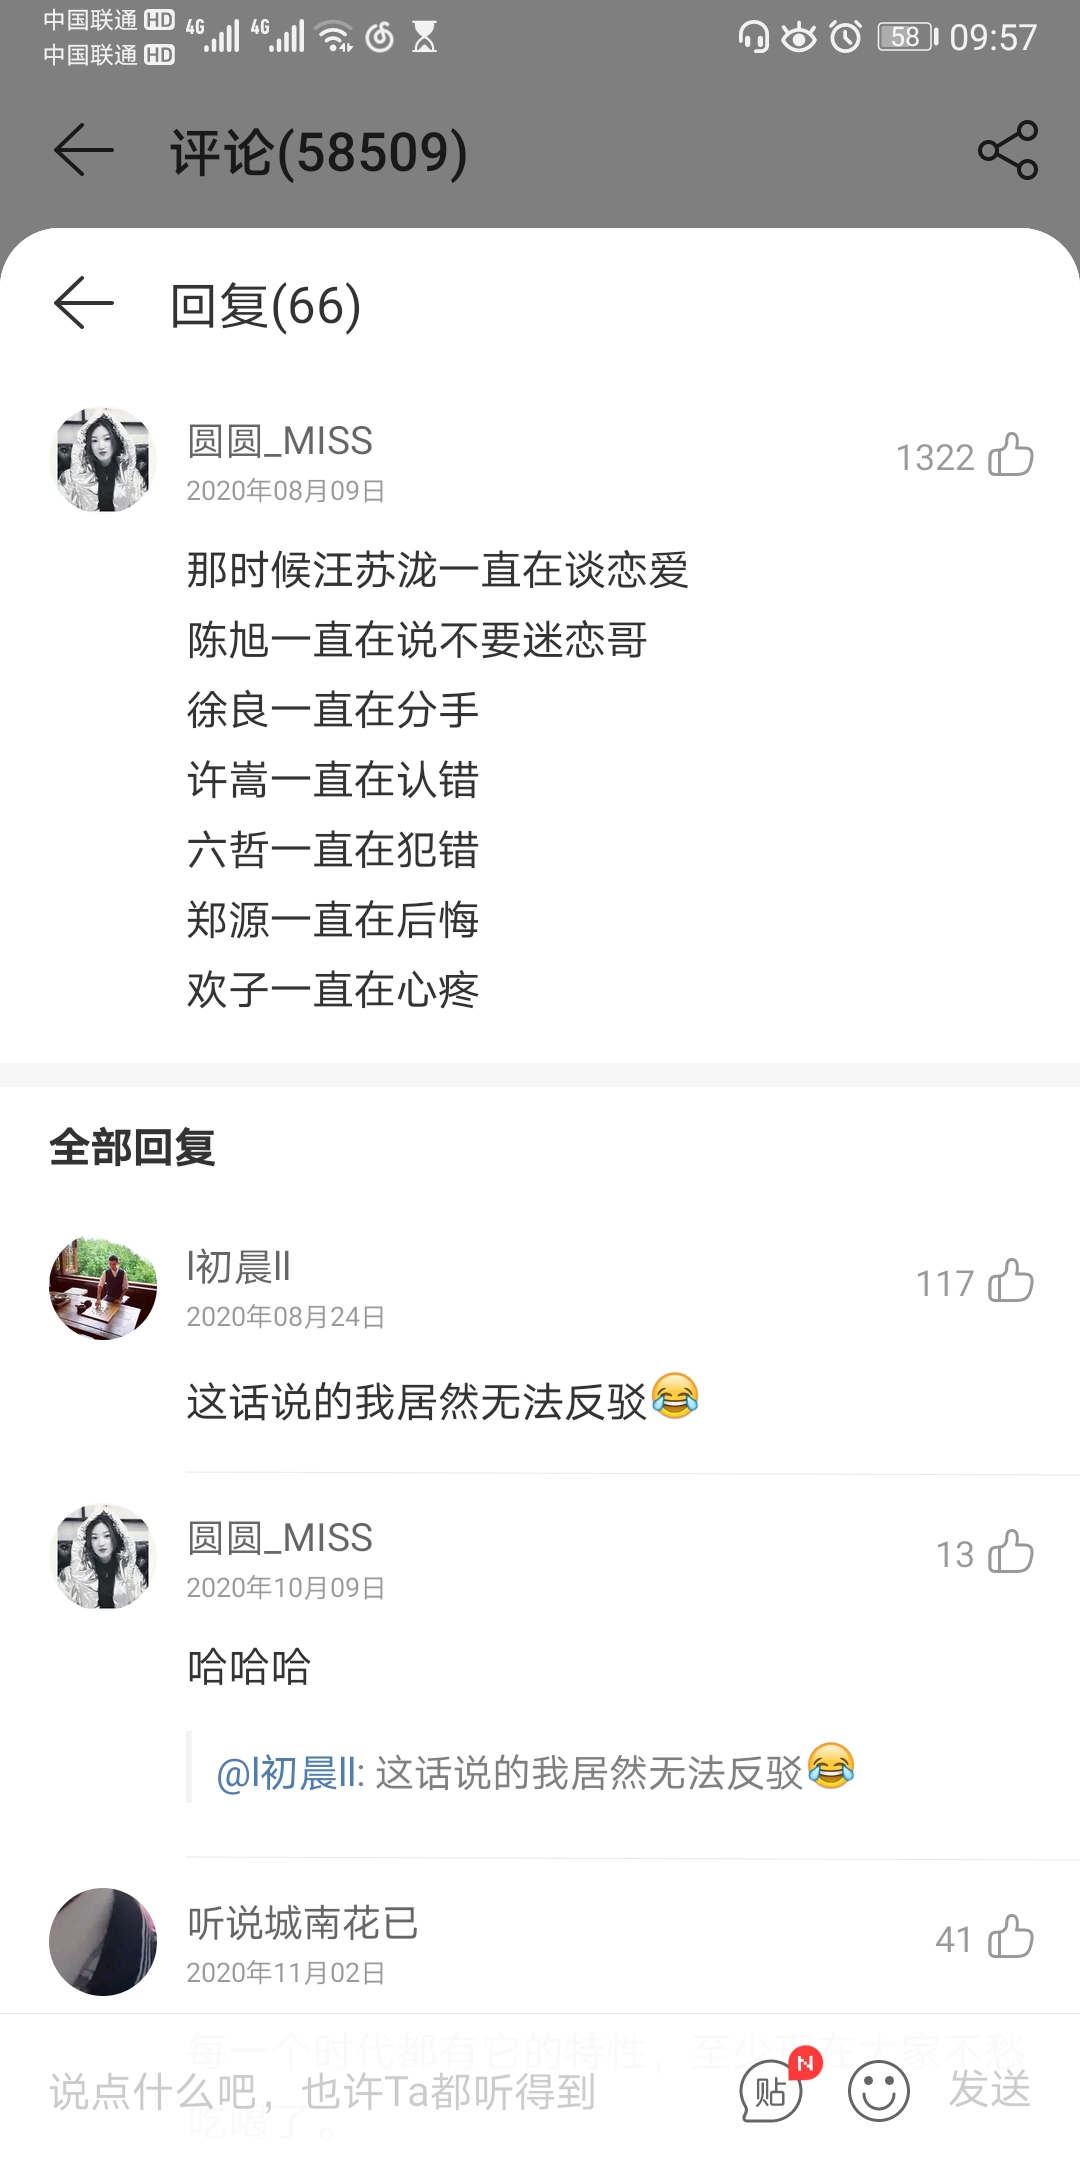 中国联通 HD
中国联通 HD
4G 4G
58 09:57
评论(58509)
回复(66)
圆圆_MISS
1322
2020年08月09日
那时候汪苏泷一直在谈恋爱
陈旭一直在说不要迷恋哥
徐良一直在分手
许嵩一直在认错
六哲一直在犯错
郑源一直在后悔
欢子一直在心疼
全部回复
l初晨ll
117
2020年08月24日
这话说的我居然无法反驳😂
圆圆_MISS
13
2020年10月09日
哈哈哈
@l初晨ll: 这话说的我居然无法反驳😂
听说城南花已
41
2020年11月02日
每一个时代都有它的特性，至少现在大家不愁
吃喝了。
说点什么吧，也许Ta都听得到
贴
N
发送